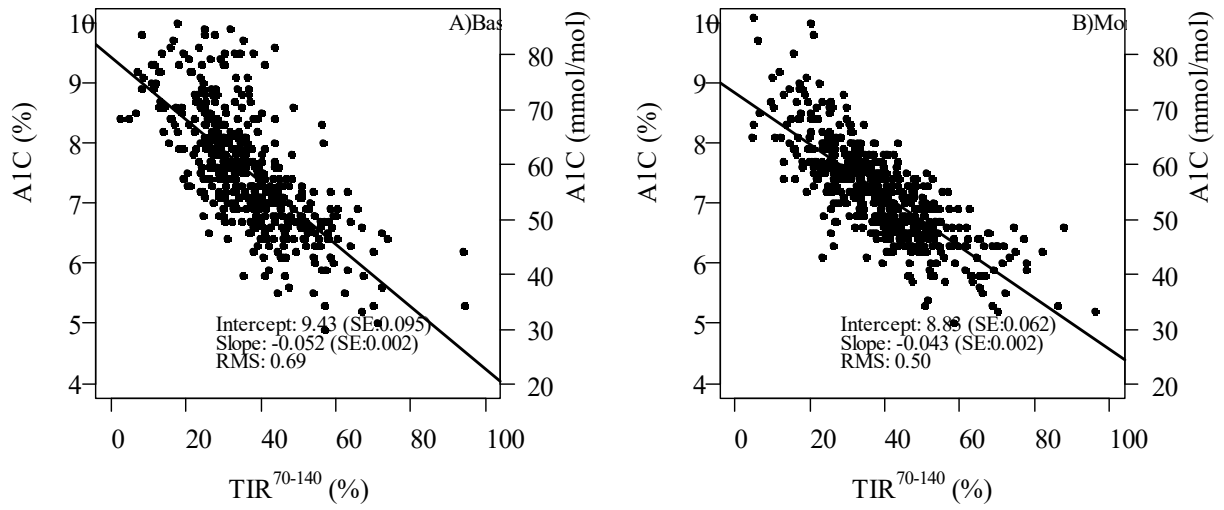 A)Bas
10
9
8
7
6
5
4
A1C (%)
80
70
60
50
40
30
20
A1C (mmol/mol)
Intercept: 9.43 (SE:0.095)
Slope: -0.052 (SE:0.002)
RMS: 0.69
0 20 40 60 80 100
TIR70-140 (%)
B)Mo
10
9
8
7
6
5
4
A1C (%)
80
70
60
50
40
30
20
A1C (mmol/mol)
Intercept: 8.83 (SE:0.062)
Slope: -0.043 (SE:0.002)
RMS: 0.50
0 20 40 60 80 100
TIR70-140 (%)